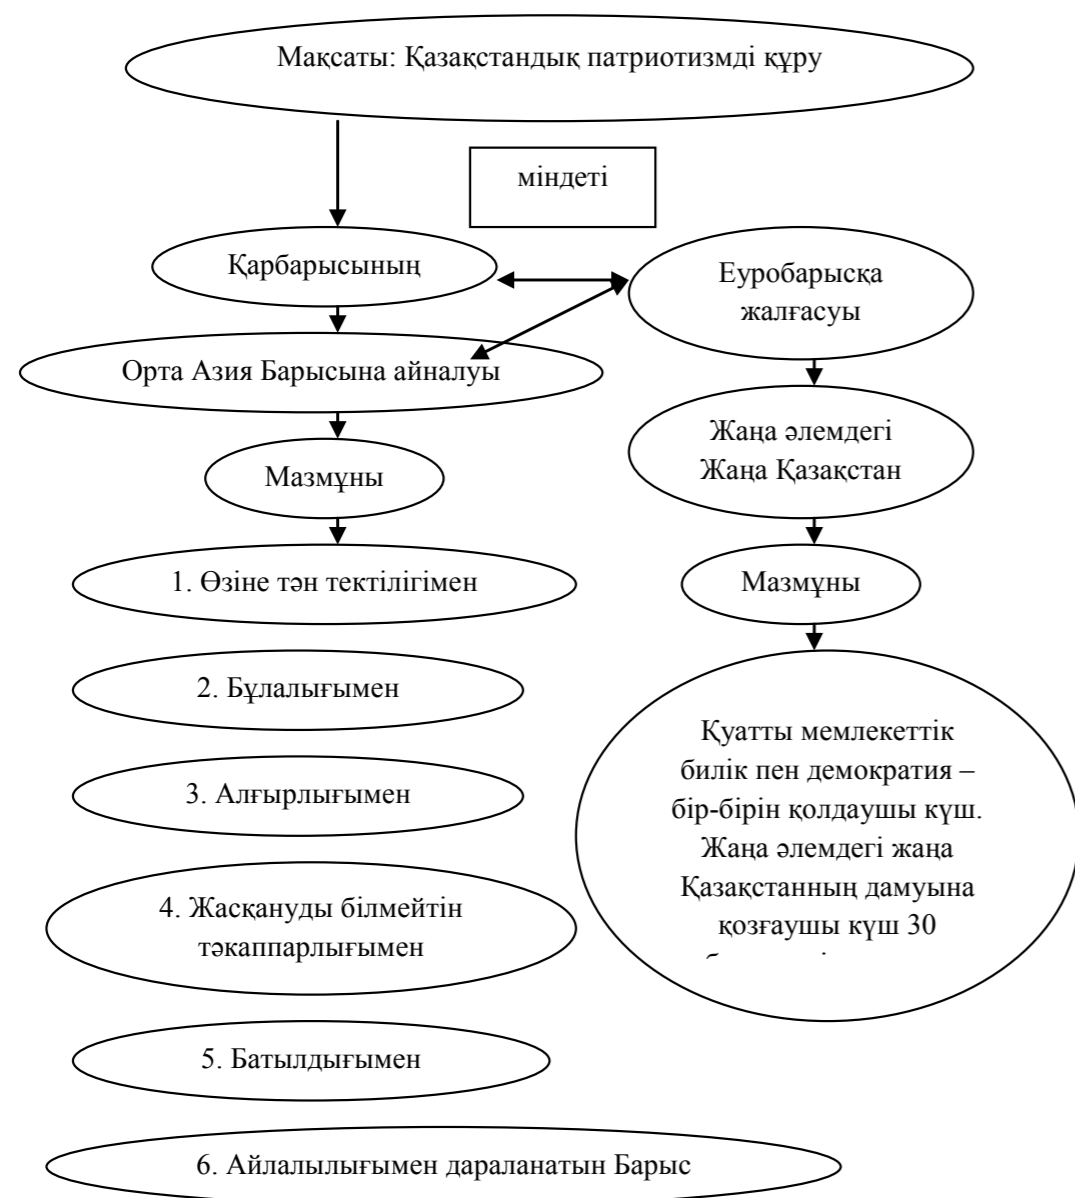 Мақсаты: Қазақстандық патриотизмді құру
міндеті
Қарбарысының
Еуробарысқа
жалғасуы
Орта Азия Барысына айналуы
Жаңа әлемдегі
Жаңа Қазақстан
Мазмұны
1. Өзіне тән тектілігімен
Мазмұны
2. Бұлалығымен
3. Алғырлығымен
4. Жасқануды білмейтін
тәкаппарлығымен
5. Батылдығымен
6. Айлалылығымен дараланатын Барыс
Қуатты мемлекеттік
билік пен демократия –
бір-бірін қолдаушы күш.
Жаңа әлемдегі жаңа
Қазақстанның дамуына
қозғаушы күш 30